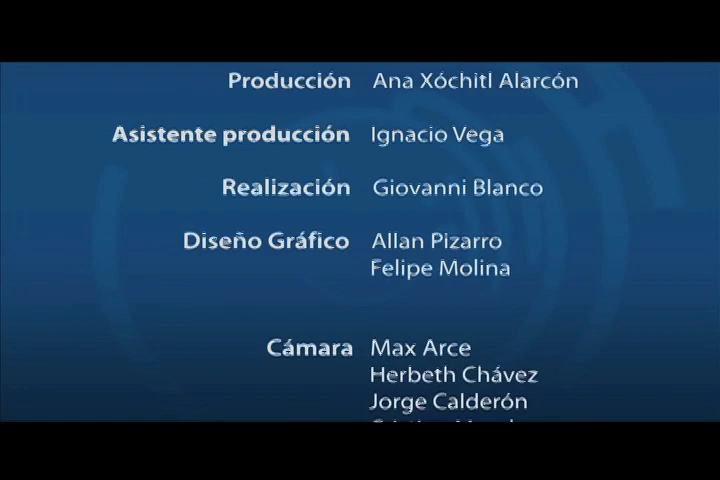 Producción Ana Xóchitl Alarcón
Asistente producción Ignacio Vega
Realización Giovanni Blanco
Diseño Gráfico Allan Pizarro
Felipe Molina
Cámara Max Arce
Herbeth Chávez
Jorge Calderón